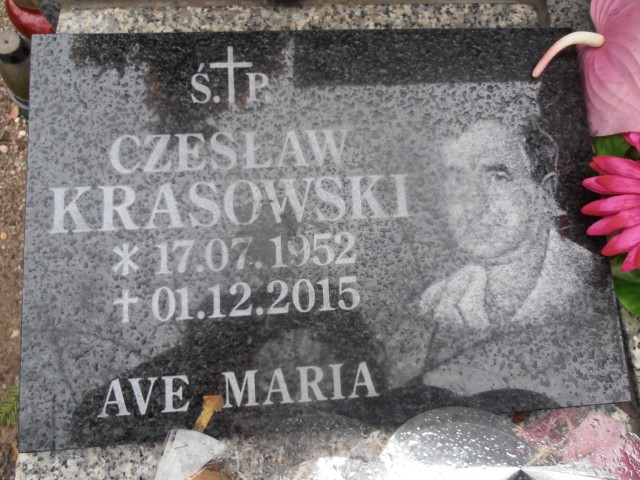 Ś.†P.
CZESŁAW
KRASOWSKI
* 17.07.1952
† 01.12.2015
AVE MARIA